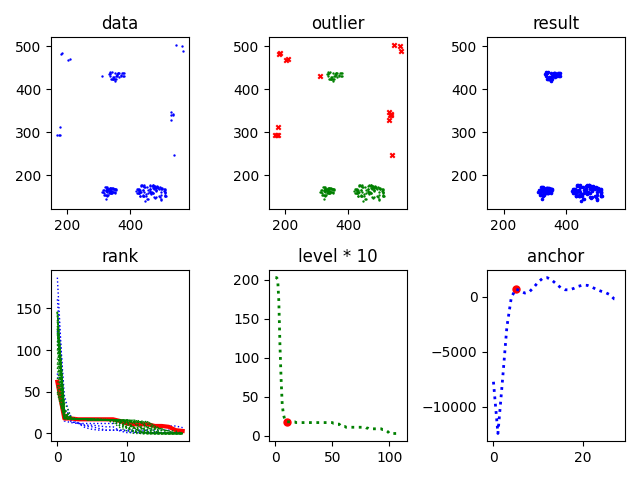 data outlier result
500 500 500
400 400 400
300 300 300
200 200 200
200 400 200 400 200 400
rank level * 10 anchor
200
150 150 0
100 100 −5000
50 50 −10000
0 0
0 10 0 50 100 0 20